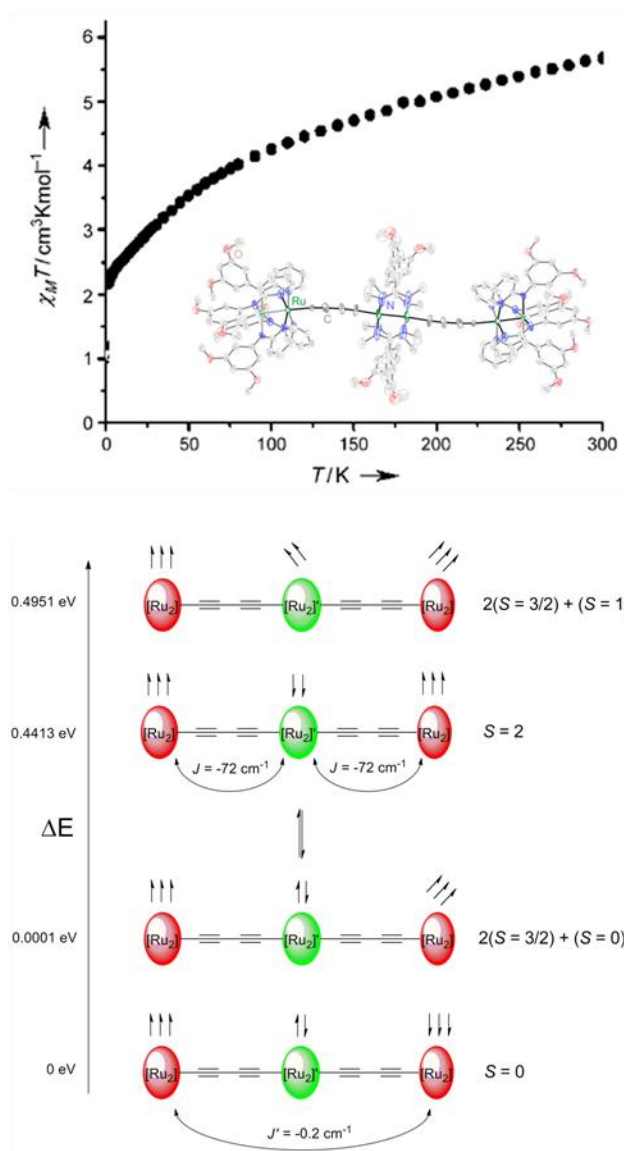 6
5
4
3
2
1
0
χMT / cm³Kmol⁻¹
O
Ru
N
C
0 50 100 150 200 250 300
T / K
0.4951 eV
[Ru2] [Ru2]' [Ru2]
2(S = 3/2) + (S = 1
0.4413 eV
[Ru2] [Ru2]' [Ru2]
S = 2
J = -72 cm⁻¹ J = -72 cm⁻¹
ΔE
0.0001 eV
[Ru2] [Ru2]' [Ru2]
2(S = 3/2) + (S = 0)
0 eV
[Ru2] [Ru2]' [Ru2]
S = 0
J' = -0.2 cm⁻¹